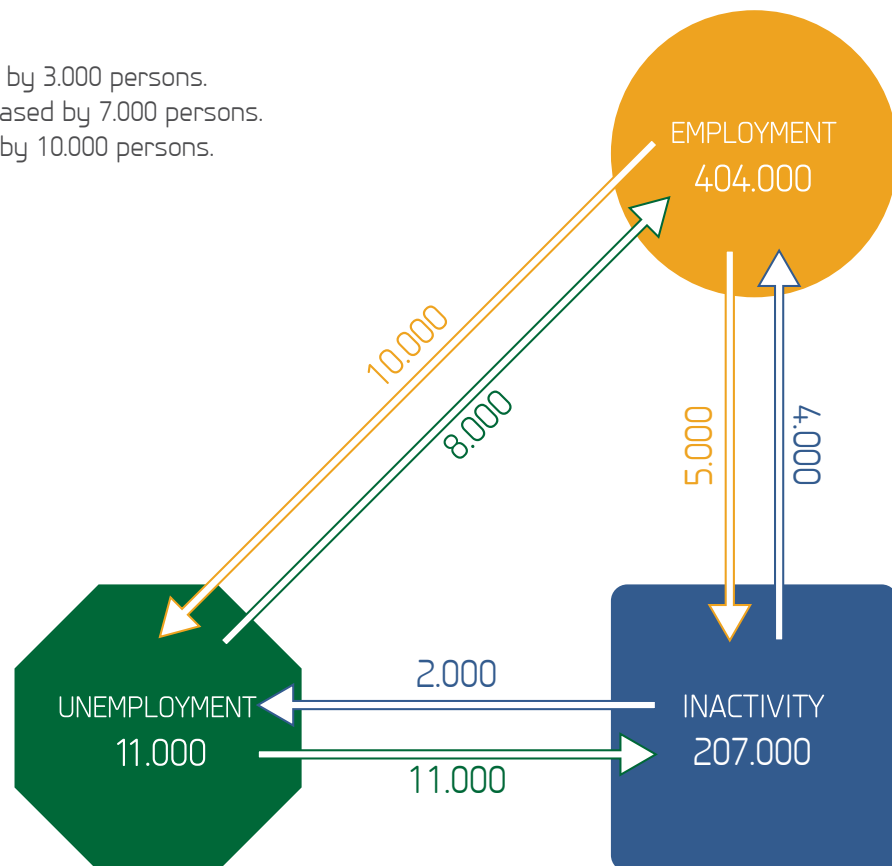 by 3.000 persons.
ased by 7.000 persons.
by 10.000 persons.
EMPLOYMENT
404.000
10.000
8.000
5.000
4.000
2.000
UNEMPLOYMENT
11.000
INACTIVITY
207.000
11.000